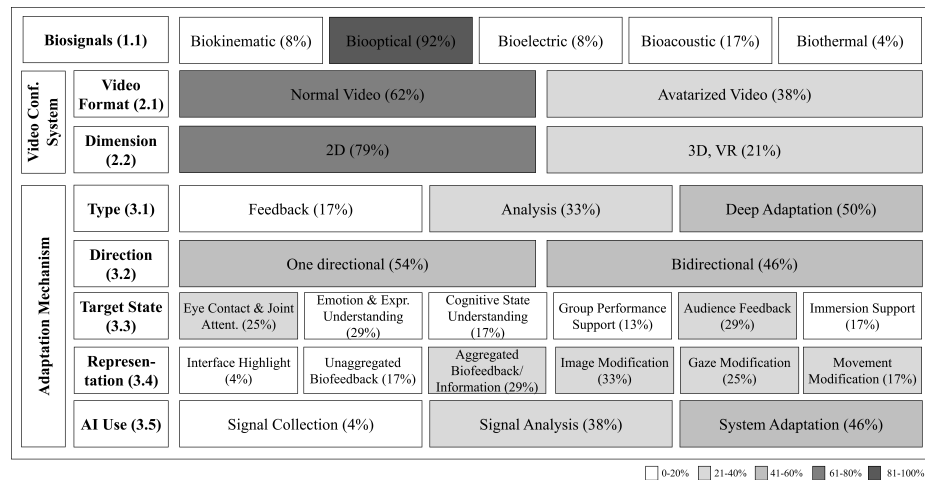 Biosignals (1.1)
Biokinematic (8%)
Biooptical (92%)
Bioelectric (8%)
Bioacoustic (17%)
Biothermal (4%)
Video Conf.
System
Video
Format (2.1)
Normal Video (62%)
Avatarized Video (38%)
Dimension
(2.2)
2D (79%)
3D, VR (21%)
Adaptation Mechanism
Type (3.1)
Feedback (17%)
Analysis (33%)
Deep Adaptation (50%)
Direction
(3.2)
One directional (54%)
Bidirectional (46%)
Target State
(3.3)
Eye Contact & Joint
Attent. (25%)
Emotion & Expr.
Understanding
(29%)
Cognitive State
Understanding
(17%)
Group Performance
Support (13%)
Audience Feedback
(29%)
Immersion Support
(17%)
Represen-
tation (3.4)
Interface Highlight
(4%)
Unaggregated
Biofeedback (17%)
Aggregated
Biofeedback/
Information (29%)
Image Modification
(33%)
Gaze Modification
(25%)
Movement
Modification (17%)
AI Use (3.5)
Signal Collection (4%)
Signal Analysis (38%)
System Adaptation (46%)
0-20%
21-40%
41-60%
61-80%
81-100%